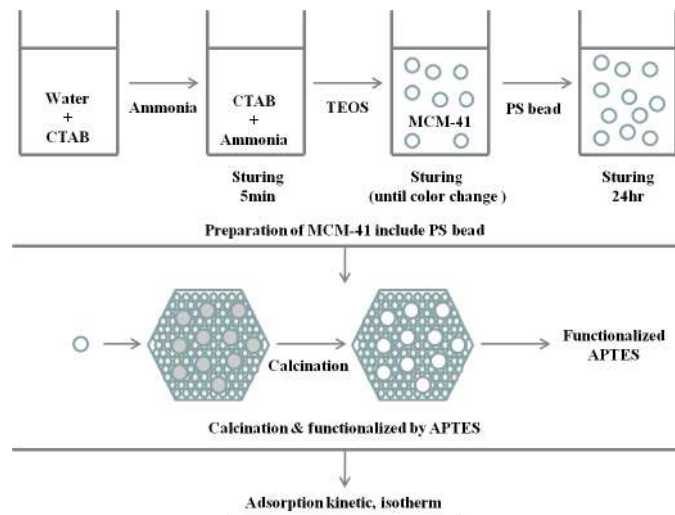 Water
+
CTAB
Ammonia
CTAB
+
Ammonia
TEOS
MCM-41
PS bead
Sturing
5min
Sturing
(until color change )
Sturing
24hr
Preparation of MCM-41 include PS bead
Calcination
Functionalized
APTES
Calcination & functionalized by APTES
Adsorption kinetic, isotherm